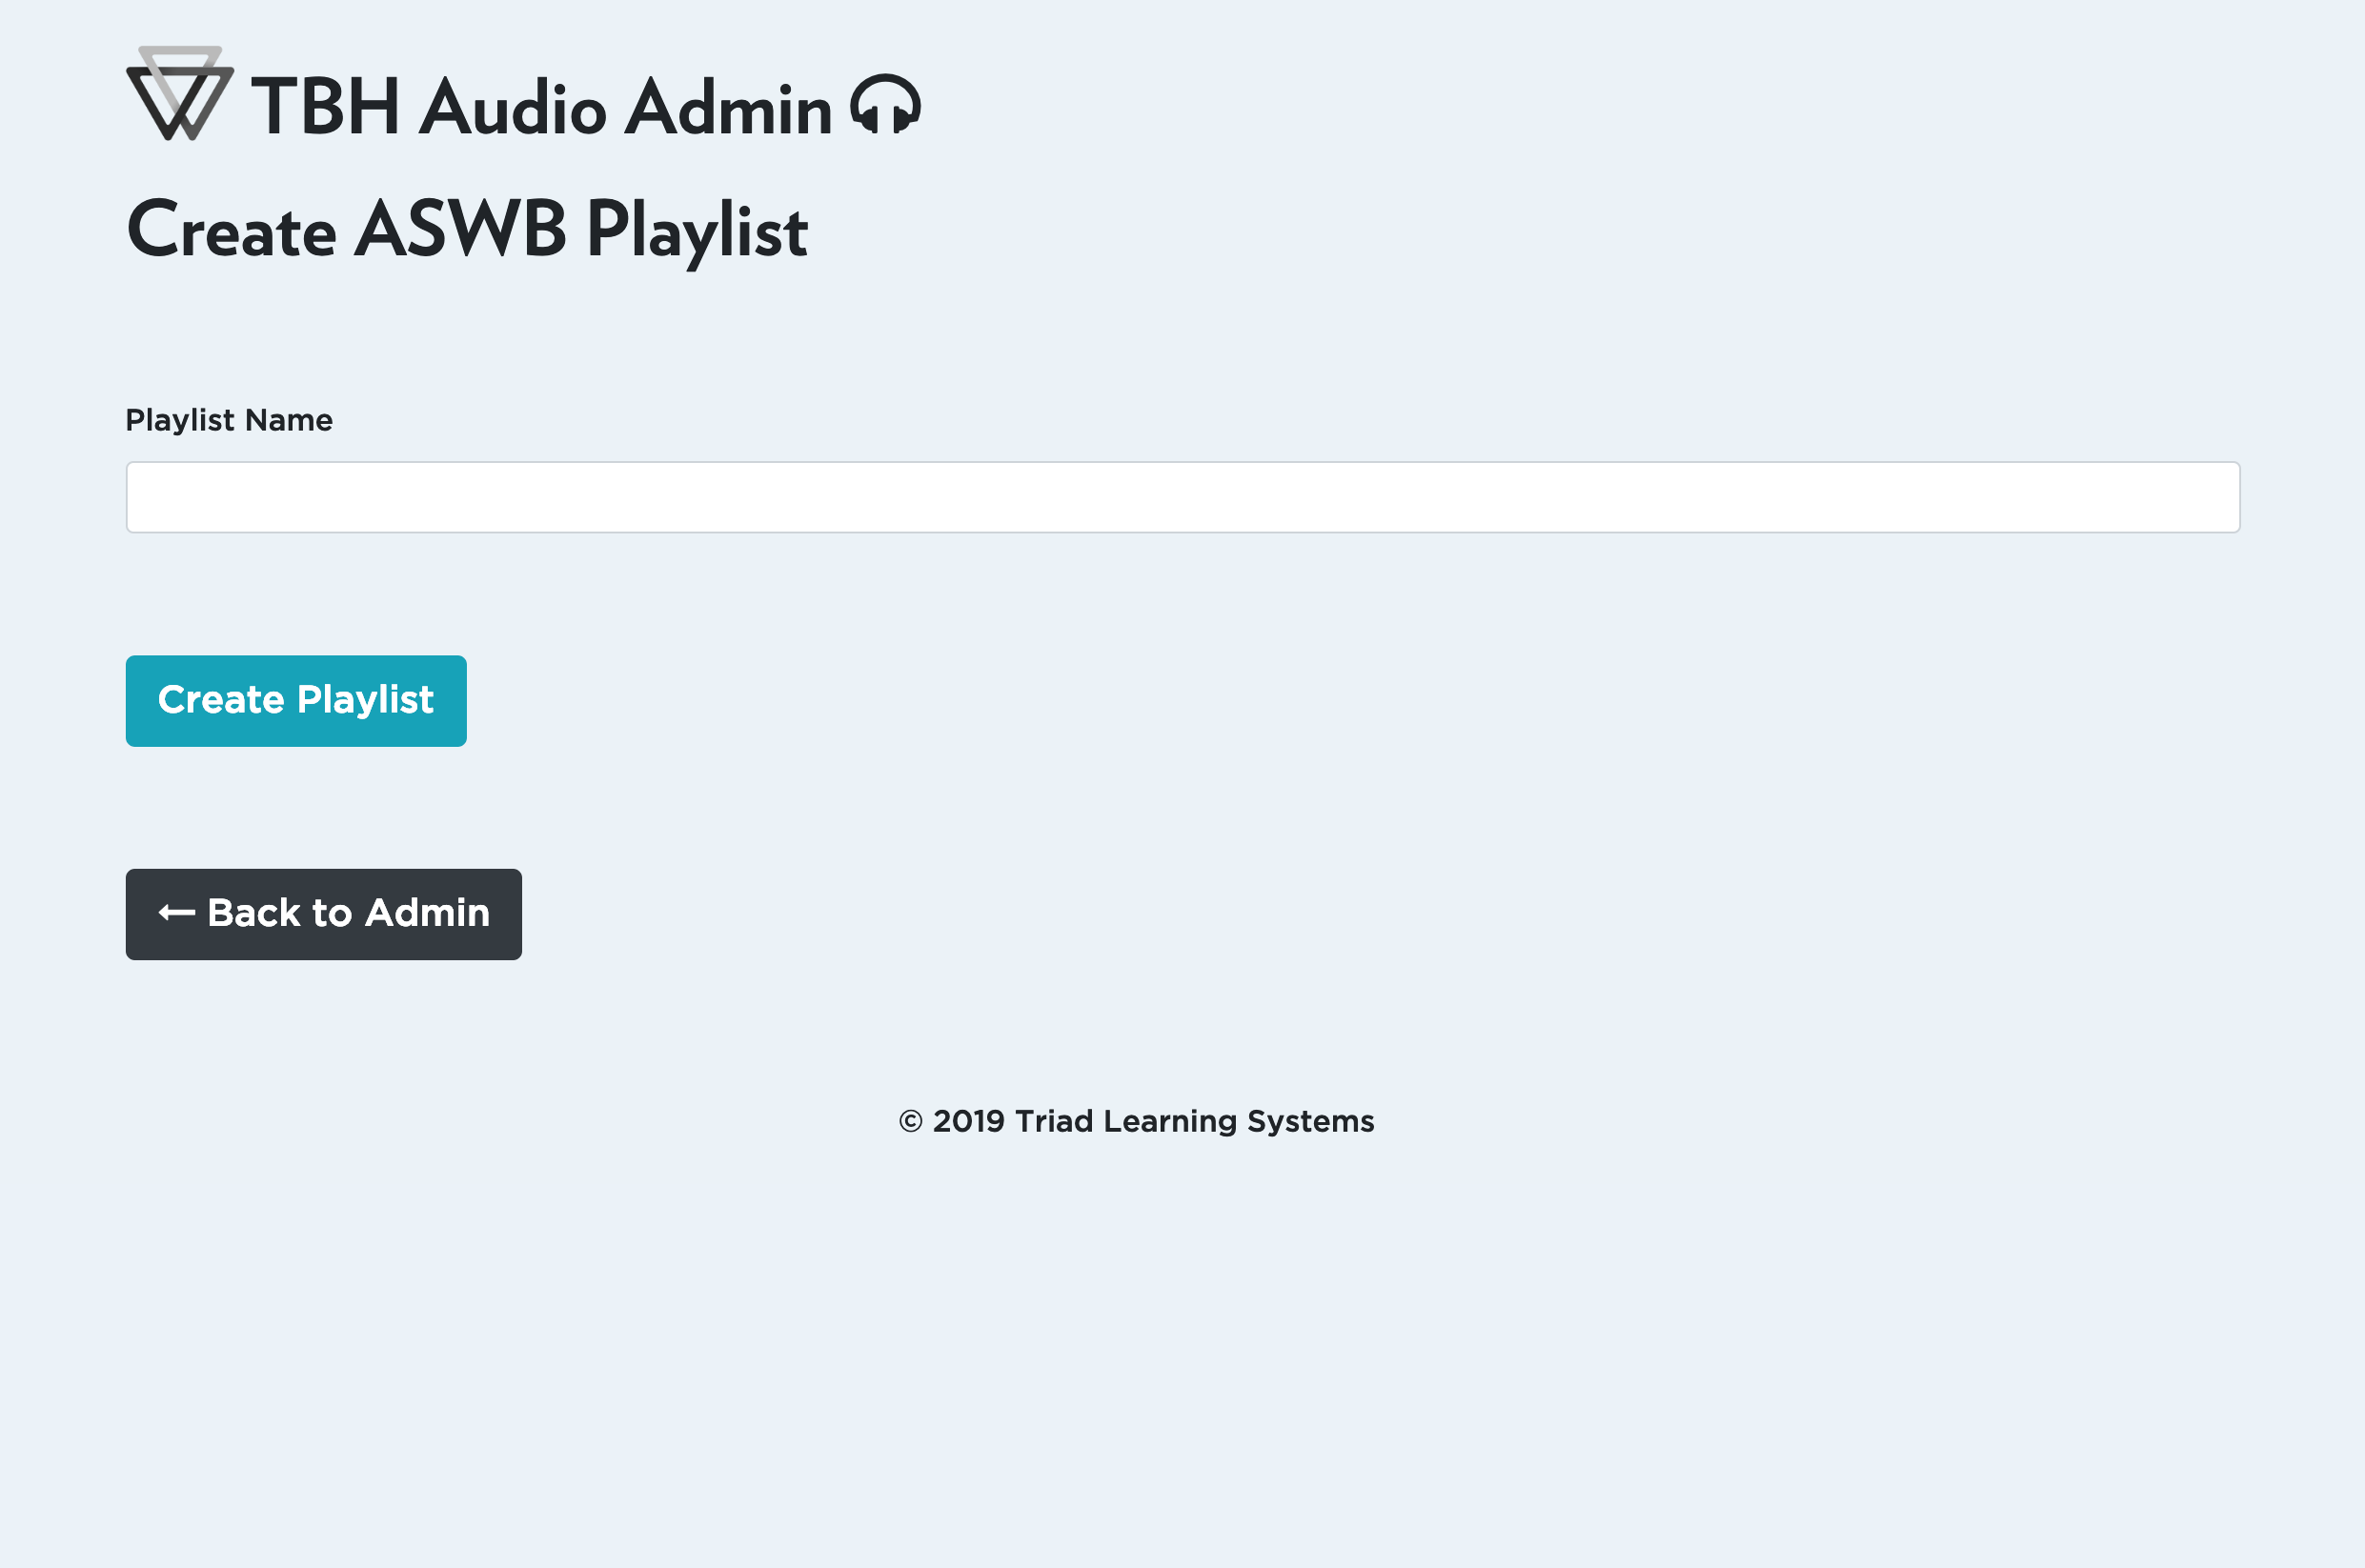 TBH Audio Admin
Create ASWB Playlist
Playlist Name
Create Playlist
← Back to Admin
© 2019 Triad Learning Systems